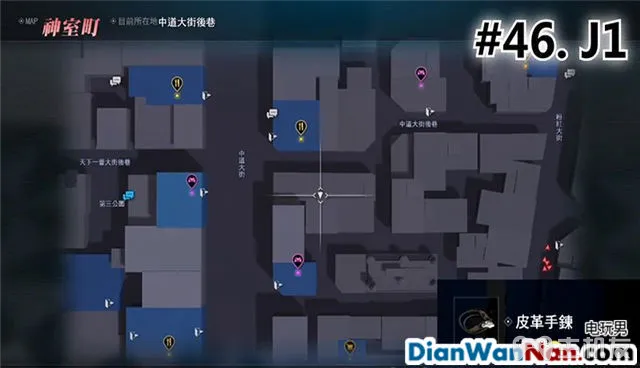 MAP 神室町 目前所在地 中道大街後巷
#46. J1
中道大街後巷
粉紅大街
中道大街
天下一番大街後巷
第三公園
皮革手鍊
电玩男
DianWanNan.com